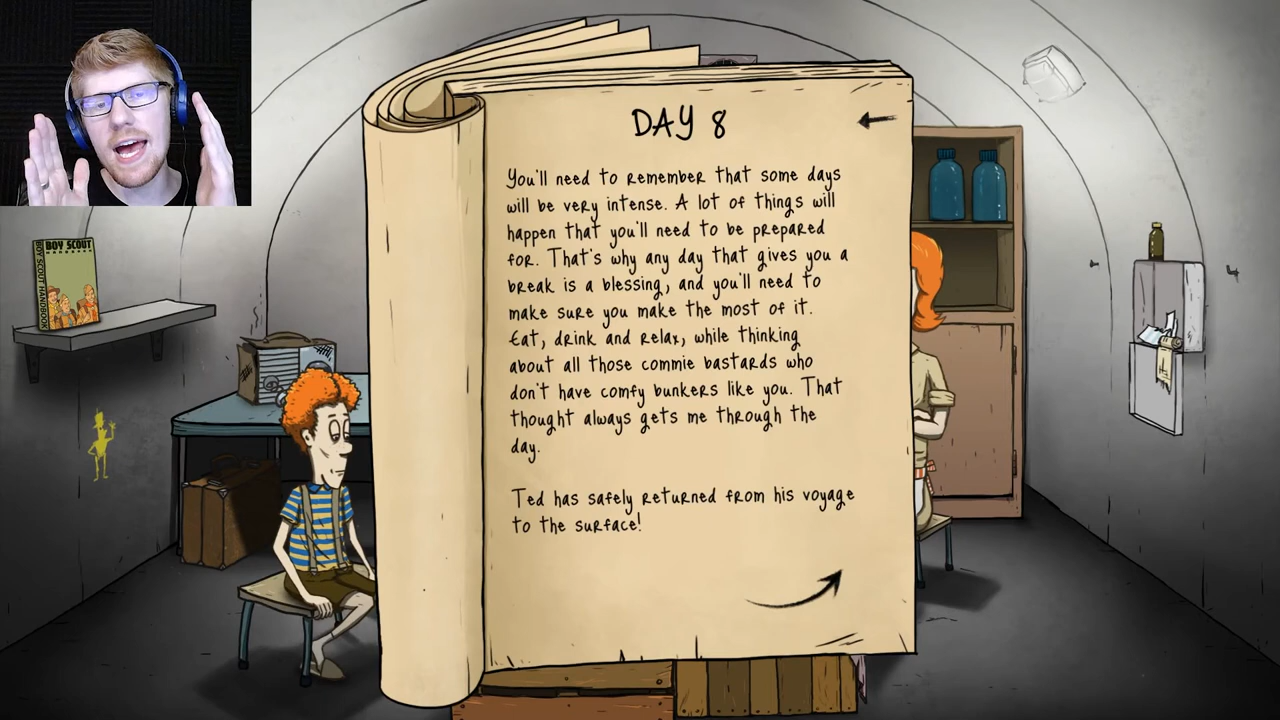 DAY 8
You'll need to remember that some days
will be very intense. A lot of things will
happen that you'll need to be prepared
for. That's why any day that gives you a
break is a blessing, and you'll need to
make sure you make the most of it.
Eat, drink and relax, while thinking
about all those commie bastards who
don't have comfy bunkers like you. That
thought always gets me through the
day.
Ted has safely returned from his voyage
to the surface!
BOY SCOUT
HANDBOOK
BOY SCOUT HANDBOOK